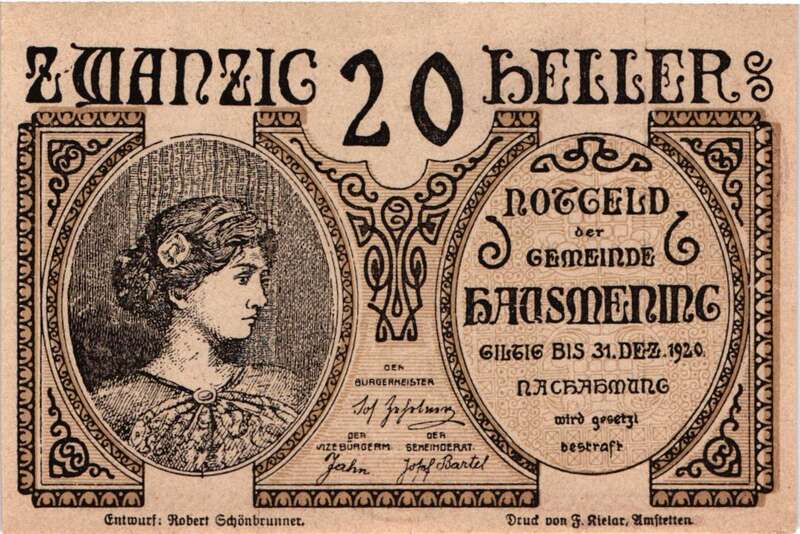 ZWANZIG 20 HELLER
NOTGELD
der
GEMEINDE
HAUSMENING
GILTIG BIS 31. DEZ. 1920.
NACHAHMUNG
wird gesetzl
bestraft
DER
BÜRGERMEISTER
DER
VIZEBÜRGERM.
Jahn
DER
GEMEINDERAT.
Josef Bartel
Entwurf: Robert Schönbrunner.
Druck von F. Kielar, Amstetten.